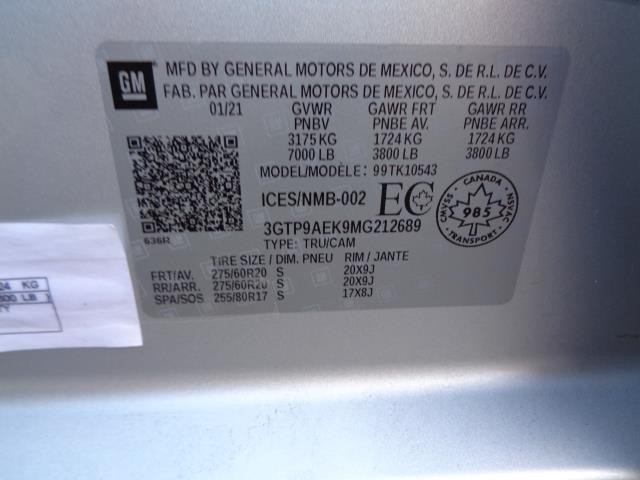 GM
MFD BY GENERAL MOTORS DE MEXICO, S. DE R.L. DE C.V.
FAB. PAR GENERAL MOTORS DE MEXICO, S. DE R.L. DE C.V.
01/21 GVWR GAWR FRT GAWR RR
PNBV PNBE AV. PNBE ARR.
3175 KG 1724 KG 1724 KG
7000 LB 3800 LB 3800 LB
MODEL/MODÈLE: 99TK10543
ICES/NMB-002 EC
CANADA
CMVSS 985 NSVAC
TRANSPORT
636R
3GTP9AEK9MG212689
TYPE: TRU/CAM
TIRE SIZE / DIM. PNEU RIM / JANTE
FRT/AV. 275/60R20 S 20X9J
RR/ARR. 275/60R20 S 20X9J
SPA/SOS 255/80R17 S 17X8J
24 KG
800 LB )